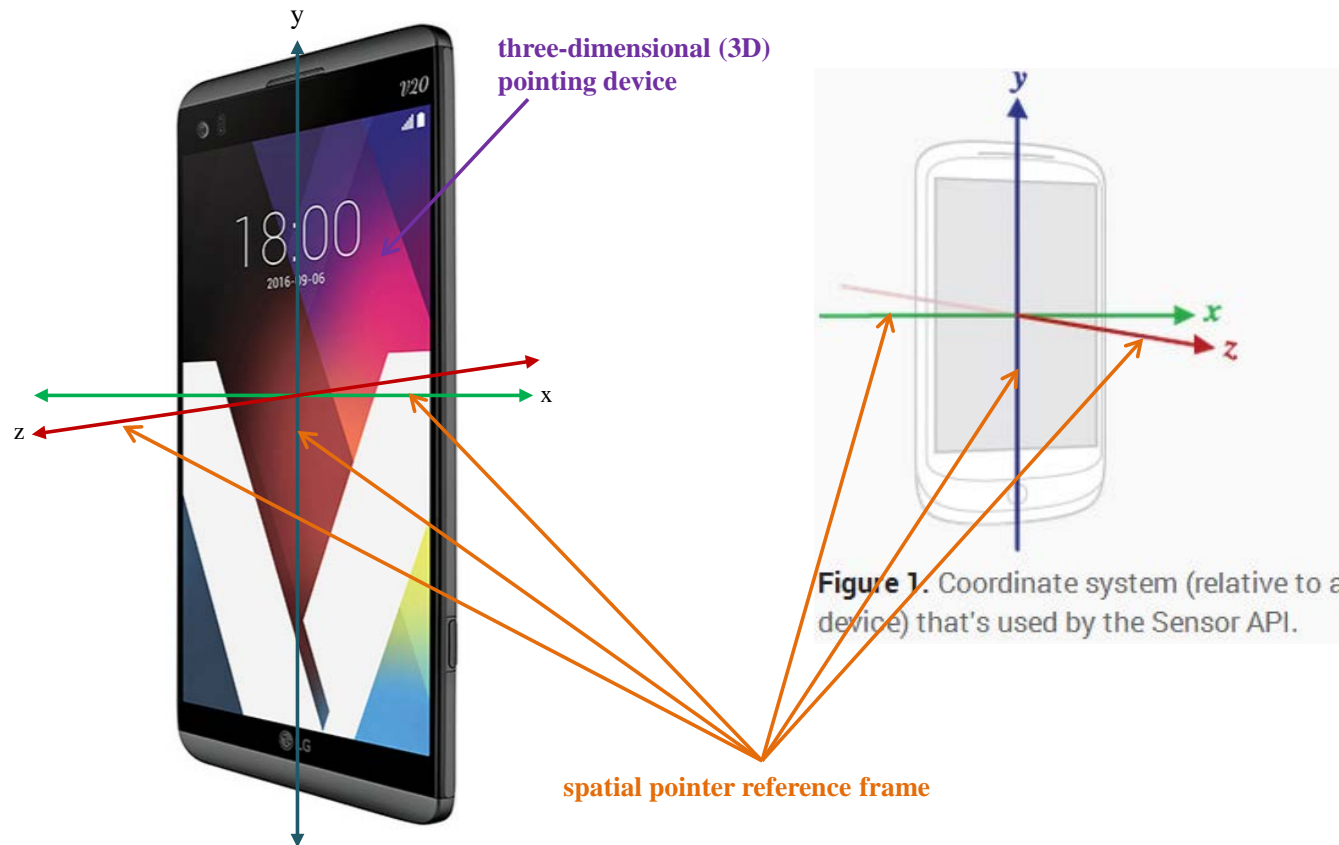 y
three-dimensional (3D)
pointing device
V20
18:00
2016-09-06
x
z
LG
y
x
z
Figure 1. Coordinate system (relative to a
device) that's used by the Sensor API.
spatial pointer reference frame